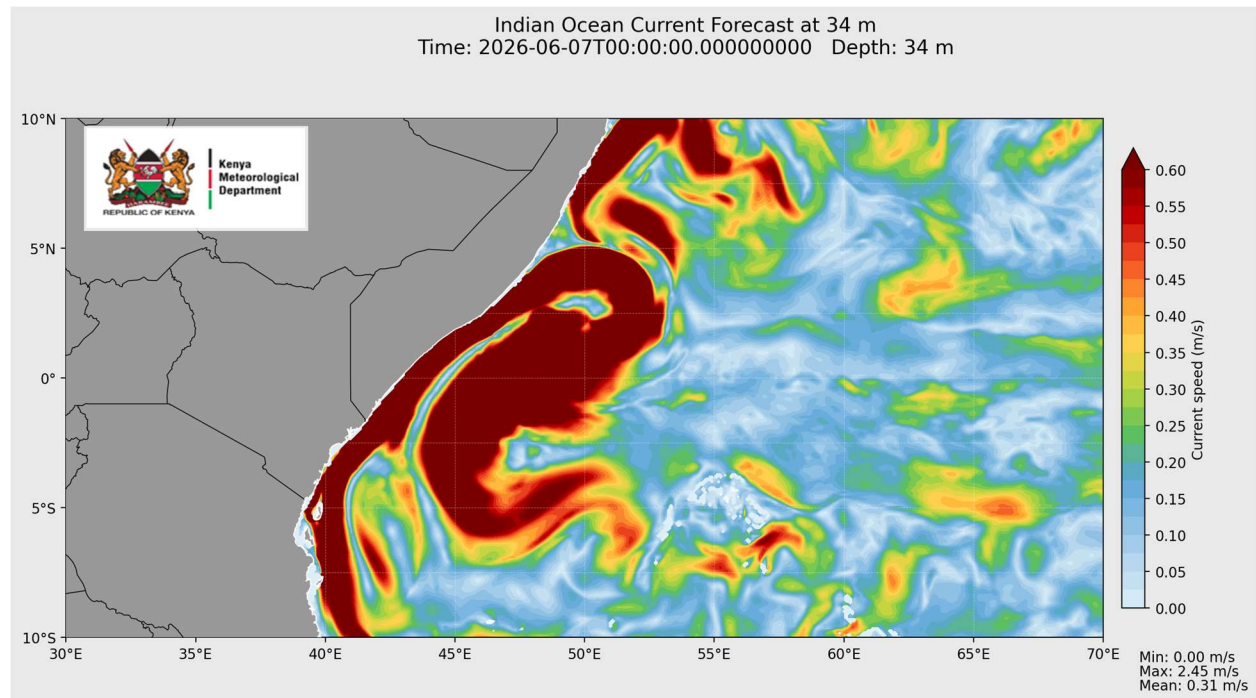 Indian Ocean Current Forecast at 34 m
Time: 2026-06-07T00:00:00.000000000   Depth: 34 m
Kenya
Meteorological
Department
REPUBLIC OF KENYA
10°N
5°N
0°
5°S
10°S
30°E
35°E
40°E
45°E
50°E
55°E
60°E
65°E
70°E
0.60
0.55
0.50
0.45
0.40
0.35
0.30
0.25
0.20
0.15
0.10
0.05
0.00
Current speed (m/s)
Min: 0.00 m/s
Max: 2.45 m/s
Mean: 0.31 m/s